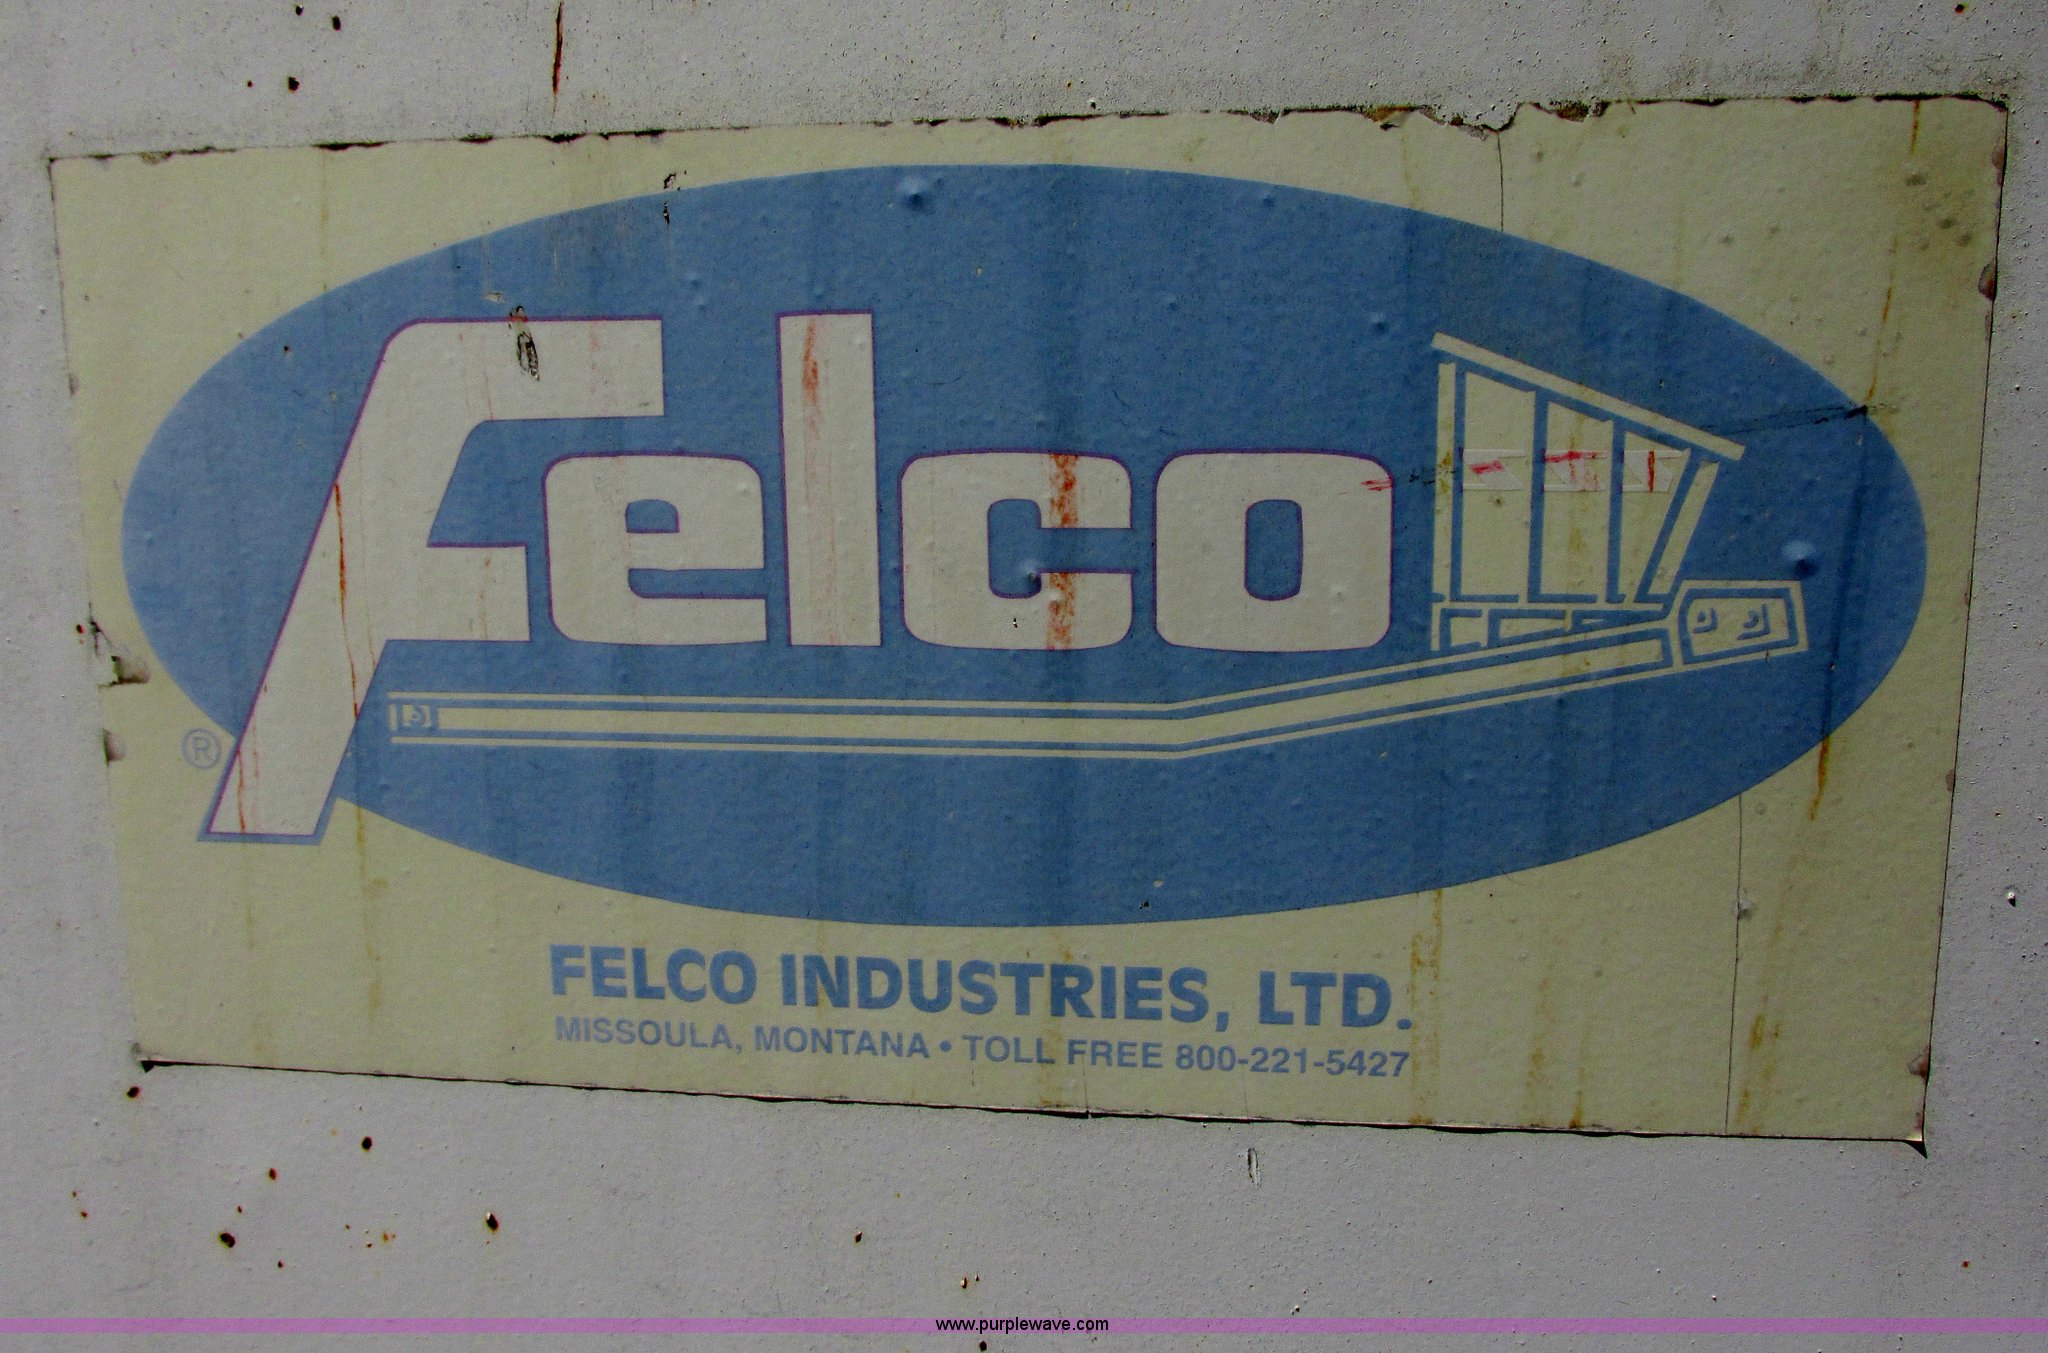 Felco
®
FELCO INDUSTRIES, LTD.
MISSOULA, MONTANA • TOLL FREE 800-221-5427
www.purplewave.com